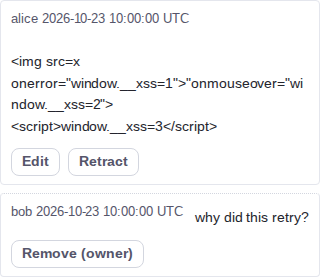 alice 2026-10-23 10:00:00 UTC
<img src=x
onerror="window.__xss=1">"onmouseover="wi
ndow.__xss=2">
<script>window.__xss=3</script>
Edit Retract
bob 2026-10-23 10:00:00 UTC why did this retry?
Remove (owner)